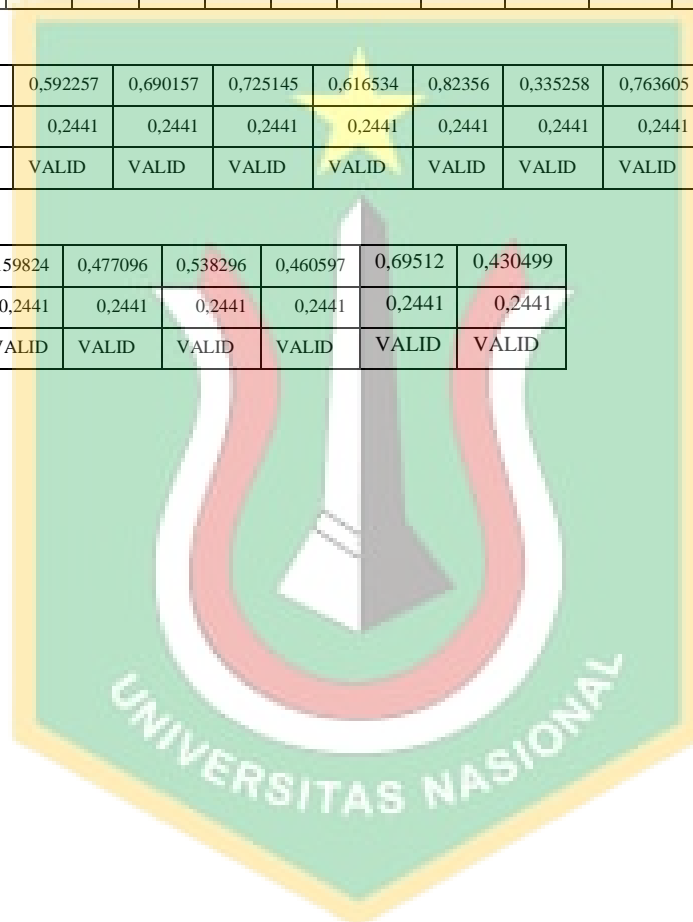 0,592257 0,690157 0,725145 0,616534 0,82356 0,335258 0,763605
0,2441 0,2441 0,2441 0,2441 0,2441 0,2441 0,2441
VALID VALID VALID VALID VALID VALID VALID
59824 0,477096 0,538296 0,460597 0,69512 0,430499
0,2441 0,2441 0,2441 0,2441 0,2441 0,2441
VALID VALID VALID VALID VALID VALID
UNIVERSITAS NASIONAL